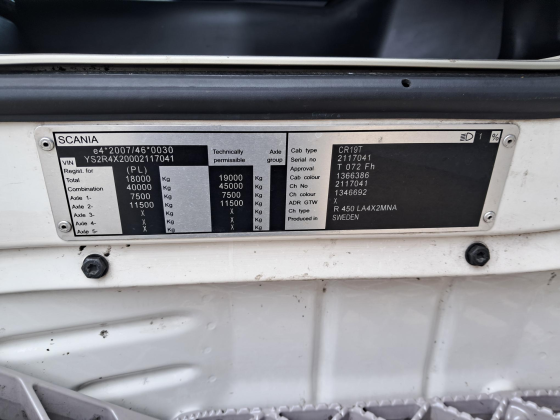 SCANIA
1 %
e4*2007/46*0030
VIN YS2R4X20002117041
Technically permissible
Axle group
Regist. for (PL)
Total 18000 Kg 19000 Kg
Combination 40000 Kg 45000 Kg
Axle 1- 7500 Kg 7500 Kg
Axle 2- 11500 Kg 11500 Kg
Axle 3- X Kg X Kg
Axle 4- X Kg X Kg
Axle 5- X Kg X Kg
Cab type CR19T
Serial no 2117041
Approval T 072 Fh
Cab colour 1366386
Ch No 2117041
Ch colour 1346692
ADR GTW X
Ch type R 450 LA4X2MNA
Produced in SWEDEN